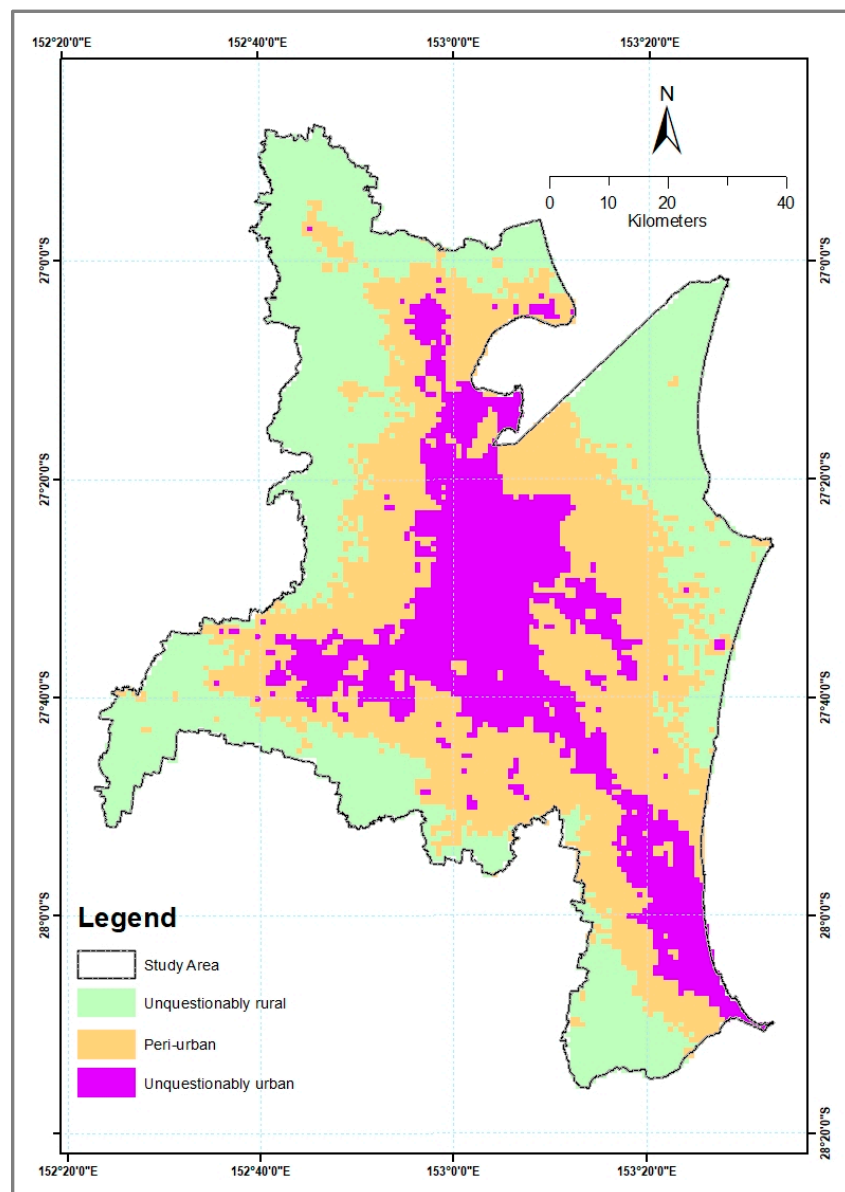 152°20'0"E 152°40'0"E 153°0'0"E 153°20'0"E
N
0 10 20 40
Kilometers
27°0'0"S 27°0'0"S
27°20'0"S 27°20'0"S
27°40'0"S 27°40'0"S
28°0'0"S 28°0'0"S
Legend
Study Area
Unquestionably rural
Peri-urban
Unquestionably urban
28°20'0"S
152°20'0"E 152°40'0"E 153°0'0"E 153°20'0"E